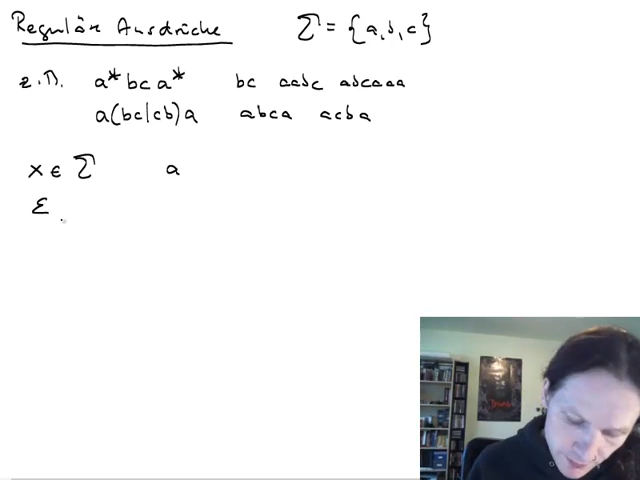 Reguläre Ausdrücke Σ = {a, b, c}
z.B. a*bca* bc aabc abcaaa
a(bc|cb)a abca acba
x ∈ Σ a
ε